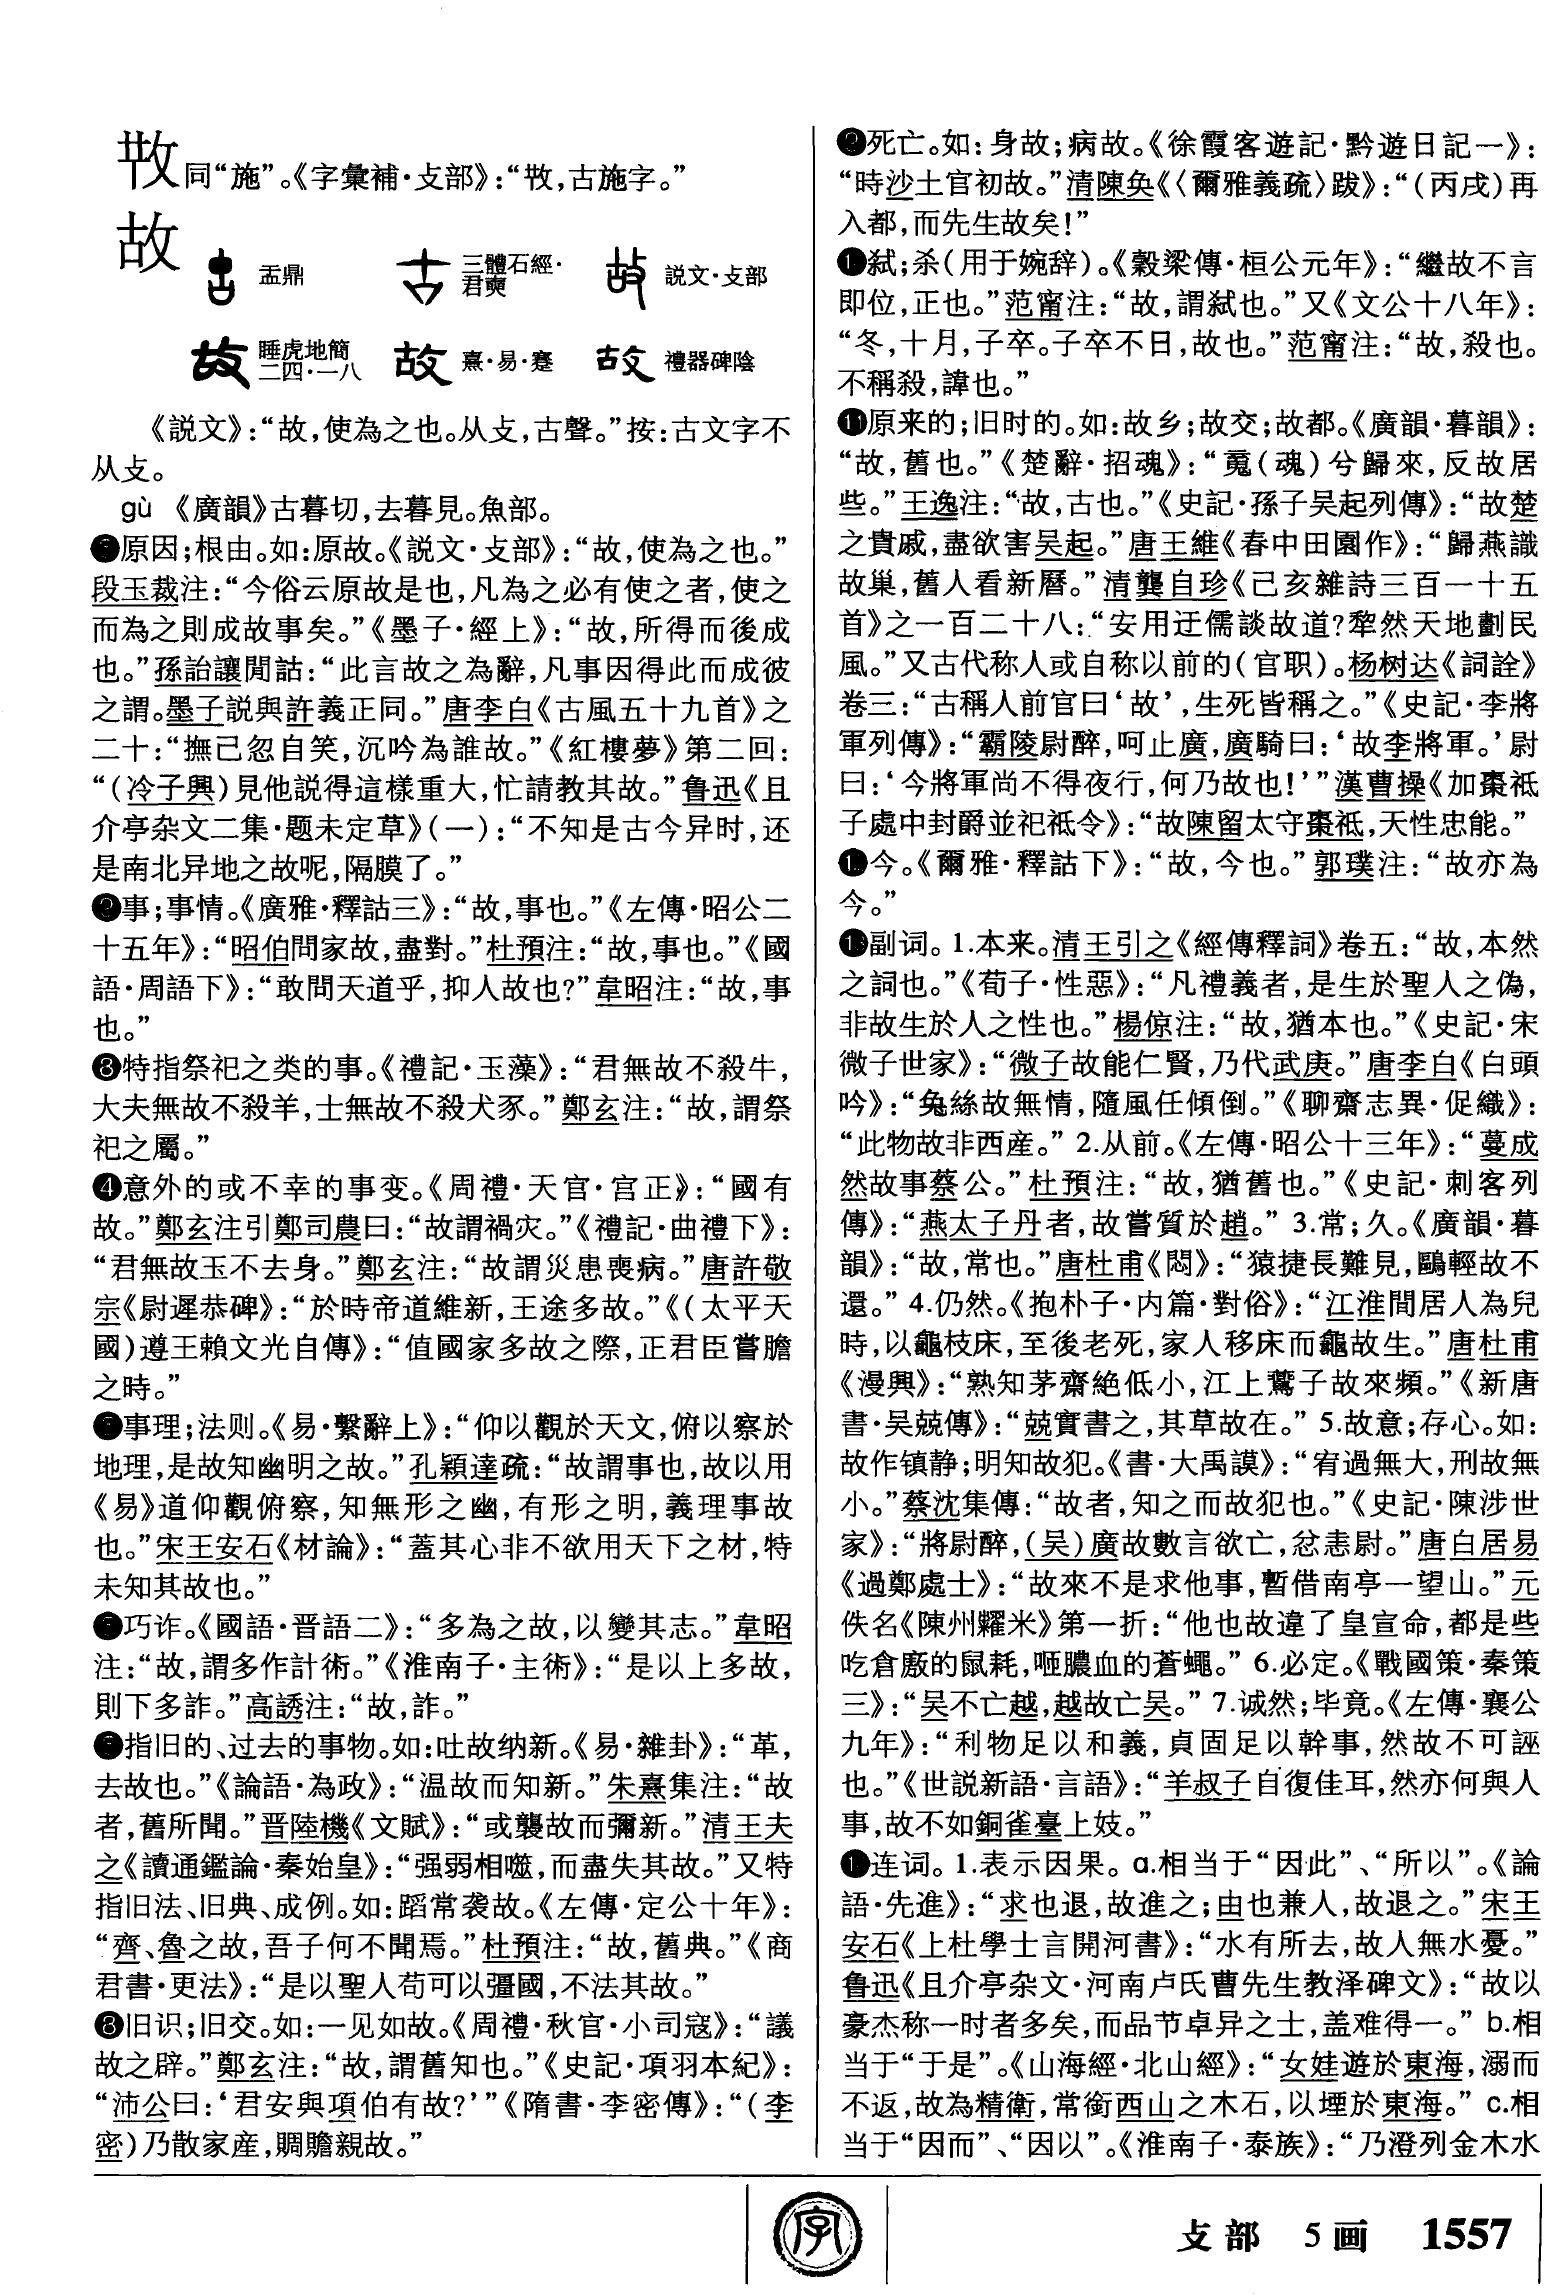 㪏同“施”。《字彙補·攴部》：“㪏，古施字。”
故
盂鼎
三體石經·
君奭
説文·攴部
睡虎地簡
二四·一八
熹·易·蹇
禮器碑陰
《説文》：“故，使為之也。从攴，古聲。”按：古文字不
从攴。
gù 《廣韻》古暮切，去暮見。魚部。
原因；根由。如：原故。《説文·攴部》：“故，使為之也。”
段玉裁注：“今俗云原故是也，凡為之必有使之者，使之
而為之則成故事矣。”《墨子·經上》：“故，所得而後成
也。”孫詒讓閒詁：“此言故之為辭，凡事因得此而成彼
之謂。墨子説與許義正同。”唐李白《古風五十九首》之
二十：“撫己忽自笑，沉吟為誰故。”《紅樓夢》第二回：
“（冷子興）見他説得這樣重大，忙請教其故。”鲁迅《且
介亭杂文二集·题未定草》（一）：“不知是古今异时，还
是南北异地之故呢，隔膜了。”
❷事；事情。《廣雅·釋詁三》：“故，事也。”《左傳·昭公二
十五年》：“昭伯問家故，盡對。”杜預注：“故，事也。”《國
語·周語下》：“敢問天道乎，抑人故也？”韋昭注：“故，事
也。”
❸特指祭祀之类的事。《禮記·玉藻》：“君無故不殺牛，
大夫無故不殺羊，士無故不殺犬豕。”鄭玄注：“故，謂祭
祀之屬。”
❹意外的或不幸的事变。《周禮·天官·宫正》：“國有
故。”鄭玄注引鄭司農曰：“故謂禍灾。”《禮記·曲禮下》：
“君無故玉不去身。”鄭玄注：“故謂災患喪病。”唐許敬
宗《尉遲恭碑》：“於時帝道維新，王途多故。”《（太平天
國）遵王賴文光自傳》：“值國家多故之際，正君臣嘗膽
之時。”
事理；法则。《易·繫辭上》：“仰以觀於天文，俯以察於
地理，是故知幽明之故。”孔穎達疏：“故謂事也，故以用
《易》道仰觀俯察，知無形之幽，有形之明，義理事故
也。”宋王安石《材論》：“蓋其心非不欲用天下之材，特
未知其故也。”
巧诈。《國語·晋語二》：“多為之故，以變其志。”韋昭
注：“故，謂多作計術。”《淮南子·主術》：“是以上多故，
則下多詐。”高誘注：“故，詐。”
指旧的、过去的事物。如：吐故纳新。《易·雜卦》：“革，
去故也。”《論語·為政》：“温故而知新。”朱熹集注：“故
者，舊所聞。”晋陸機《文賦》：“或襲故而彌新。”清王夫
之《讀通鑑論·秦始皇》：“强弱相噬，而盡失其故。”又特
指旧法、旧典、成例。如：蹈常袭故。《左傳·定公十年》：
“齊、魯之故，吾子何不聞焉。”杜預注：“故，舊典。”《商
君書·更法》：“是以聖人苟可以彊國，不法其故。”
❽旧识；旧交。如：一见如故。《周禮·秋官·小司寇》：“議
故之辟。”鄭玄注：“故，謂舊知也。”《史記·項羽本紀》：
“沛公曰：‘君安與項伯有故？’”《隋書·李密傳》：“（李
密）乃散家産，賙贍親故。”
死亡。如：身故；病故。《徐霞客遊記·黔遊日記一》：
“時沙土官初故。”清陳奂《〈爾雅義疏〉跋》：“（丙戌）再
入都，而先生故矣！”
弑；杀（用于婉辞）。《穀梁傳·桓公元年》：“繼故不言
即位，正也。”范甯注：“故，謂弑也。”又《文公十八年》：
“冬，十月，子卒。子卒不日，故也。”范甯注：“故，殺也。
不稱殺，諱也。”
⓫原来的；旧时的。如：故乡；故交；故都。《廣韻·暮韻》：
“故，舊也。”《楚辭·招魂》：“䰟（魂）兮歸來，反故居
些。”王逸注：“故，古也。”《史記·孫子吴起列傳》：“故楚
之貴戚，盡欲害吴起。”唐王維《春中田園作》：“歸燕識
故巢，舊人看新曆。”清龔自珍《己亥雜詩三百一十五
首》之一百二十八：“安用迂儒談故道？犂然天地劃民
風。”又古代称人或自称以前的（官职）。杨树达《詞詮》
卷三：“古稱人前官曰‘故’，生死皆稱之。”《史記·李將
軍列傳》：“霸陵尉醉，呵止廣，廣騎曰：‘故李將軍。’尉
曰：‘今將軍尚不得夜行，何乃故也！’”漢曹操《加棗祗
子處中封爵並祀祗令》：“故陳留太守棗祗，天性忠能。”
今。《爾雅·釋詁下》：“故，今也。”郭璞注：“故亦為
今。”
副词。1.本来。清王引之《經傳釋詞》卷五：“故，本然
之詞也。”《荀子·性惡》：“凡禮義者，是生於聖人之偽，
非故生於人之性也。”楊倞注：“故，猶本也。”《史記·宋
微子世家》：“微子故能仁賢，乃代武庚。”唐李白《白頭
吟》：“兔絲故無情，隨風任傾倒。”《聊齋志異·促織》：
“此物故非西産。” 2.从前。《左傳·昭公十三年》：“蔓成
然故事蔡公。”杜預注：“故，猶舊也。”《史記·刺客列
傳》：“燕太子丹者，故嘗質於趙。” 3.常；久。《廣韻·暮
韻》：“故，常也。”唐杜甫《悶》：“猿捷長難見，鷗輕故不
還。” 4.仍然。《抱朴子·内篇·對俗》：“江淮間居人為兒
時，以龜枝床，至後老死，家人移床而龜故生。”唐杜甫
《漫興》：“熟知茅齋絶低小，江上鷰子故來頻。”《新唐
書·吴兢傳》：“兢實書之，其草故在。” 5.故意；存心。如：
故作镇静；明知故犯。《書·大禹謨》：“宥過無大，刑故無
小。”蔡沈集傳：“故者，知之而故犯也。”《史記·陳涉世
家》：“將尉醉，（吴）廣故數言欲亡，忿恚尉。”唐白居易
《過鄭處士》：“故來不是求他事，暫借南亭一望山。”元
佚名《陳州糶米》第一折：“他也故違了皇宣命，都是些
吃倉廒的鼠耗，咂膿血的蒼蠅。” 6.必定。《戰國策·秦策
三》：“吴不亡越，越故亡吴。” 7.诚然；毕竟。《左傳·襄公
九年》：“利物足以和義，貞固足以幹事，然故不可誣
也。”《世説新語·言語》：“羊叔子自復佳耳，然亦何與人
事，故不如銅雀臺上妓。”
连词。1.表示因果。 a.相当于“因此”、“所以”。《論
語·先進》：“求也退，故進之；由也兼人，故退之。”宋王
安石《上杜學士言開河書》：“水有所去，故人無水憂。”
鲁迅《且介亭杂文·河南卢氏曹先生教泽碑文》：“故以
豪杰称一时者多矣，而品节卓异之士，盖难得一。” b.相
当于“于是”。《山海經·北山經》：“女娃遊於東海，溺而
不返，故為精衛，常銜西山之木石，以堙於東海。” c.相
当于“因而”、“因以”。《淮南子·泰族》：“乃澄列金木水
字
攴部 5画 1557